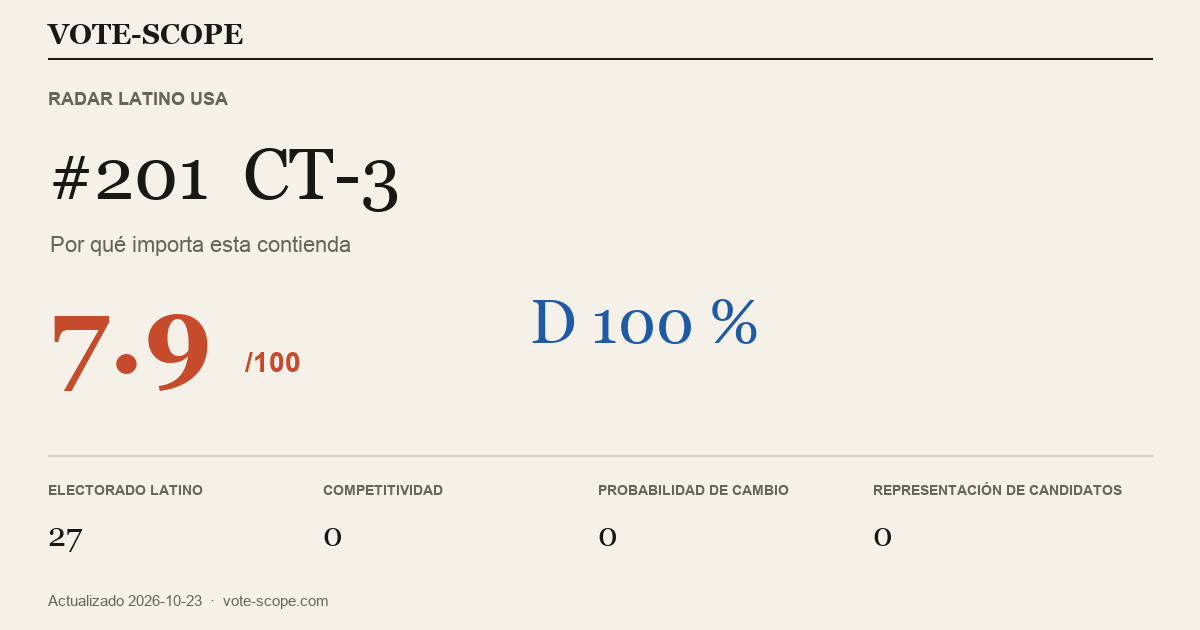 VOTE-SCOPE
RADAR LATINO USA
#201 CT-3
Por qué importa esta contienda
7.9 /100
D 100 %
ELECTORADO LATINO
27
COMPETITIVIDAD
0
PROBABILIDAD DE CAMBIO
0
REPRESENTACIÓN DE CANDIDATOS
0
Actualizado 2026-10-23 · vote-scope.com